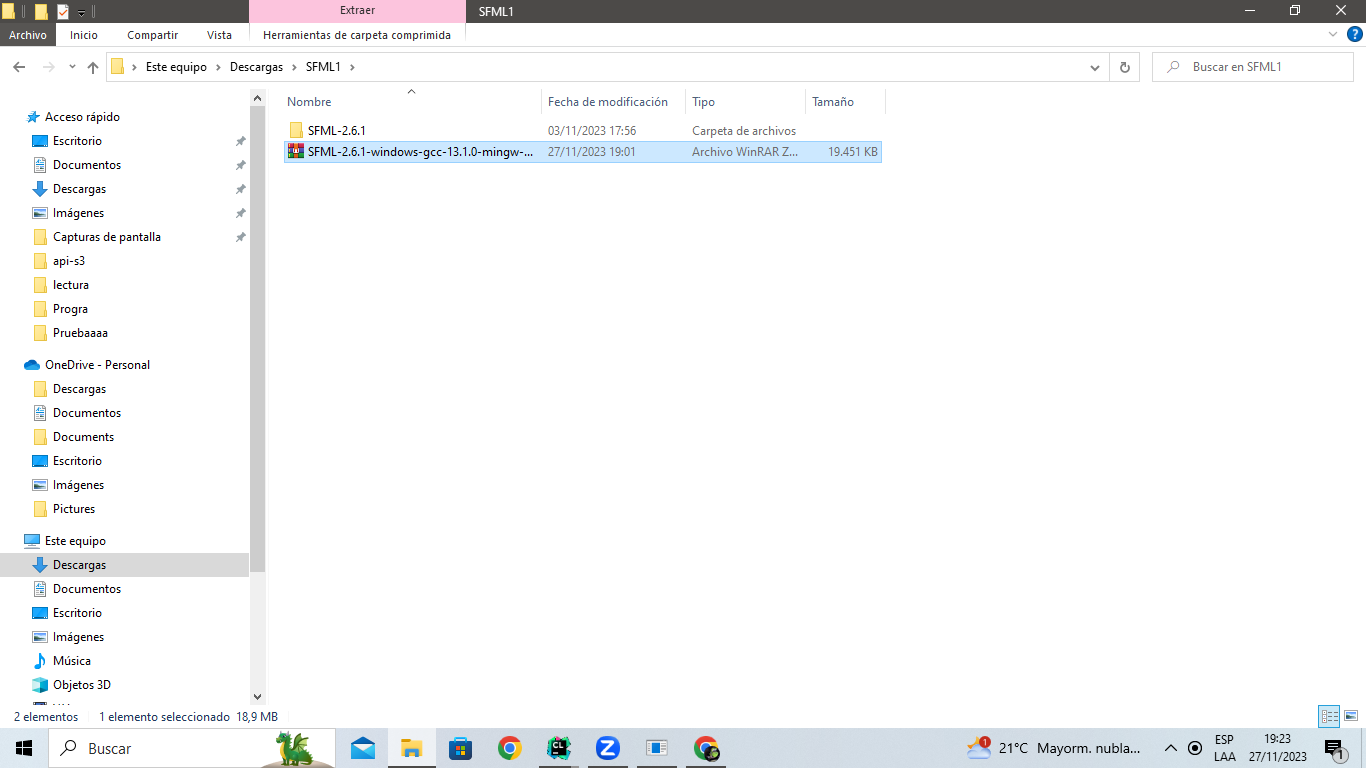 Extraer
SFML1
Archivo
Inicio
Compartir
Vista
Herramientas de carpeta comprimida
?
Este equipo
Descargas
SFML1
Buscar en SFML1
Nombre
Fecha de modificación
Tipo
Tamaño
SFML-2.6.1
03/11/2023 17:56
Carpeta de archivos
SFML-2.6.1-windows-gcc-13.1.0-mingw-...
27/11/2023 19:01
Archivo WinRAR Z...
19.451 KB
Acceso rápido
Escritorio
Documentos
Descargas
Imágenes
Capturas de pantalla
api-s3
lectura
Progra
Pruebaaaa
OneDrive - Personal
Descargas
Documentos
Documents
Escritorio
Imágenes
Pictures
Este equipo
Descargas
Documentos
Escritorio
Imágenes
Música
Objetos 3D
2 elementos
1 elemento seleccionado 18,9 MB
Buscar
CL
Z
1
21°C Mayorm. nubla...
ESP
LAA
19:23
27/11/2023
1